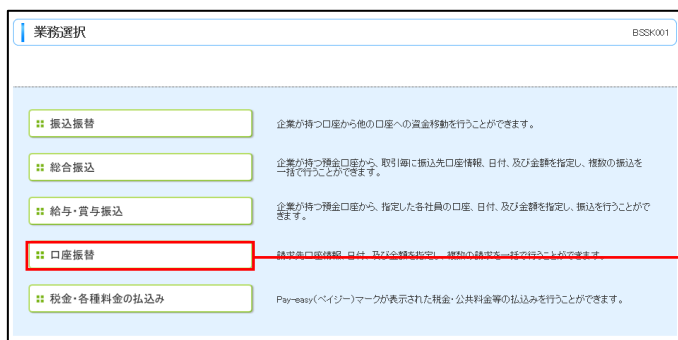 業務選択
BSSK001
振込振替
企業が持つ口座から他の口座への資金移動を行うことができます。
総合振込
企業が持つ預金口座から、取引毎に振込先口座情報、日付、及び金額を指定し、複数の振込を
一括で行うことができます。
給与・賞与振込
企業が持つ預金口座から、指定した各社員の口座、日付、及び金額を指定し、振込を行うことがで
きます。
口座振替
請求先口座情報、日付、及び金額を指定し、複数の請求を一括で行うことができます。
税金・各種料金の払込み
Pay-easy(ペイジー)マークが表示された税金・公共料金等の払込みを行うことができます。